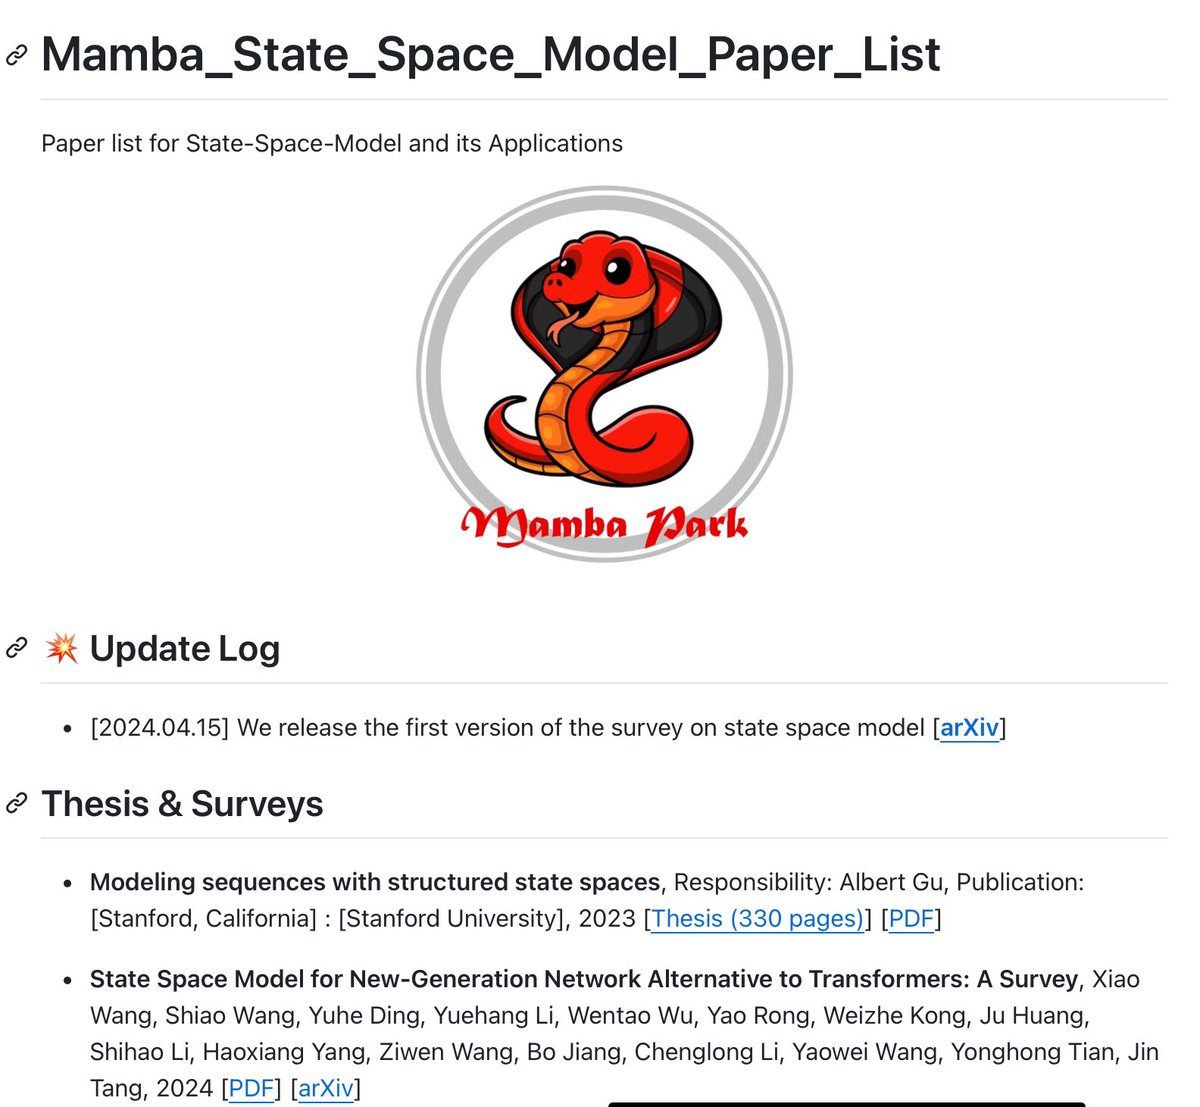 Mamba_State_Space_Model_Paper_List
Paper list for State-Space-Model and its Applications
Mamba Park
💥 Update Log
• [2024.04.15] We release the first version of the survey on state space model [arXiv]
Thesis & Surveys
• Modeling sequences with structured state spaces, Responsibility: Albert Gu, Publication:
[Stanford, California] : [Stanford University], 2023 [Thesis (330 pages)] [PDF]
• State Space Model for New-Generation Network Alternative to Transformers: A Survey, Xiao
Wang, Shiao Wang, Yuhe Ding, Yuehang Li, Wentao Wu, Yao Rong, Weizhe Kong, Ju Huang,
Shihao Li, Haoxiang Yang, Ziwen Wang, Bo Jiang, Chenglong Li, Yaowei Wang, Yonghong Tian, Jin
Tang, 2024 [PDF] [arXiv]